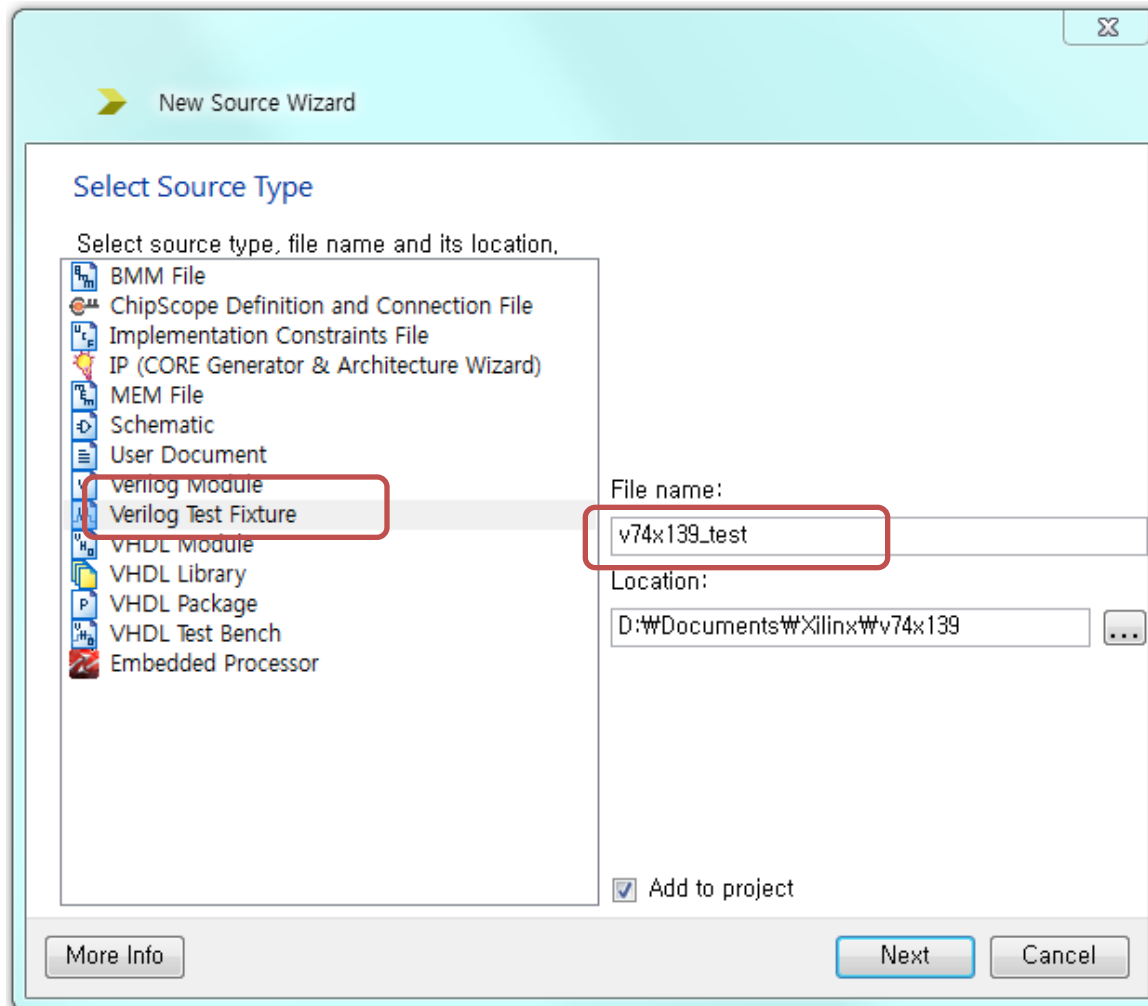 New Source Wizard
Select Source Type
Select source type, file name and its location.
BMM File
ChipScope Definition and Connection File
Implementation Constraints File
IP (CORE Generator & Architecture Wizard)
MEM File
Schematic
User Document
Verilog Module
Verilog Test Fixture
VHDL Module
VHDL Library
VHDL Package
VHDL Test Bench
Embedded Processor
File name:
v74x139_test
Location:
D:₩Documents₩Xilinx₩v74x139
...
Add to project
More Info
Next
Cancel